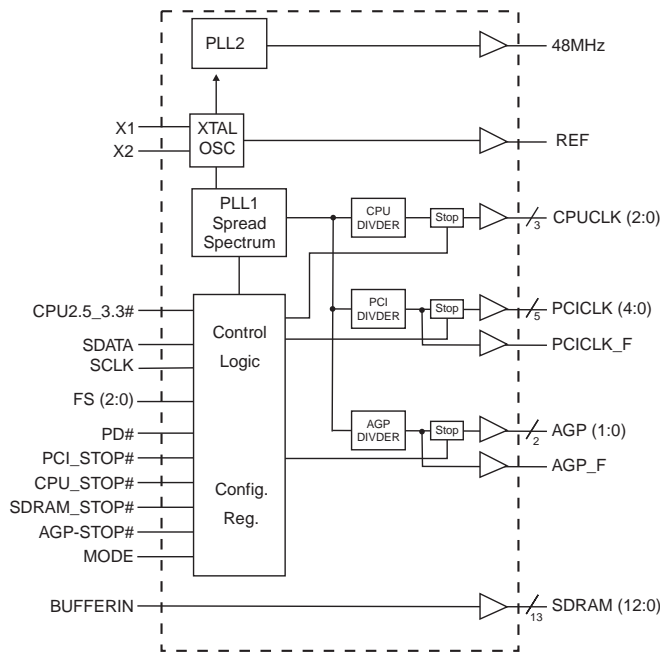 PLL2
48MHz
X1
X2
XTAL
OSC
REF
PLL1
Spread
Spectrum
CPU
DIVDER
Stop
3
CPUCLK (2:0)
CPU2.5_3.3#
SDATA
SCLK
FS (2:0)
PD#
PCI_STOP#
CPU_STOP#
SDRAM_STOP#
AGP-STOP#
MODE
Control
Logic
Config.
Reg.
PCI
DIVDER
Stop
5
PCICLK (4:0)
PCICLK_F
AGP
DIVDER
Stop
2
AGP (1:0)
AGP_F
BUFFERIN
13
SDRAM (12:0)